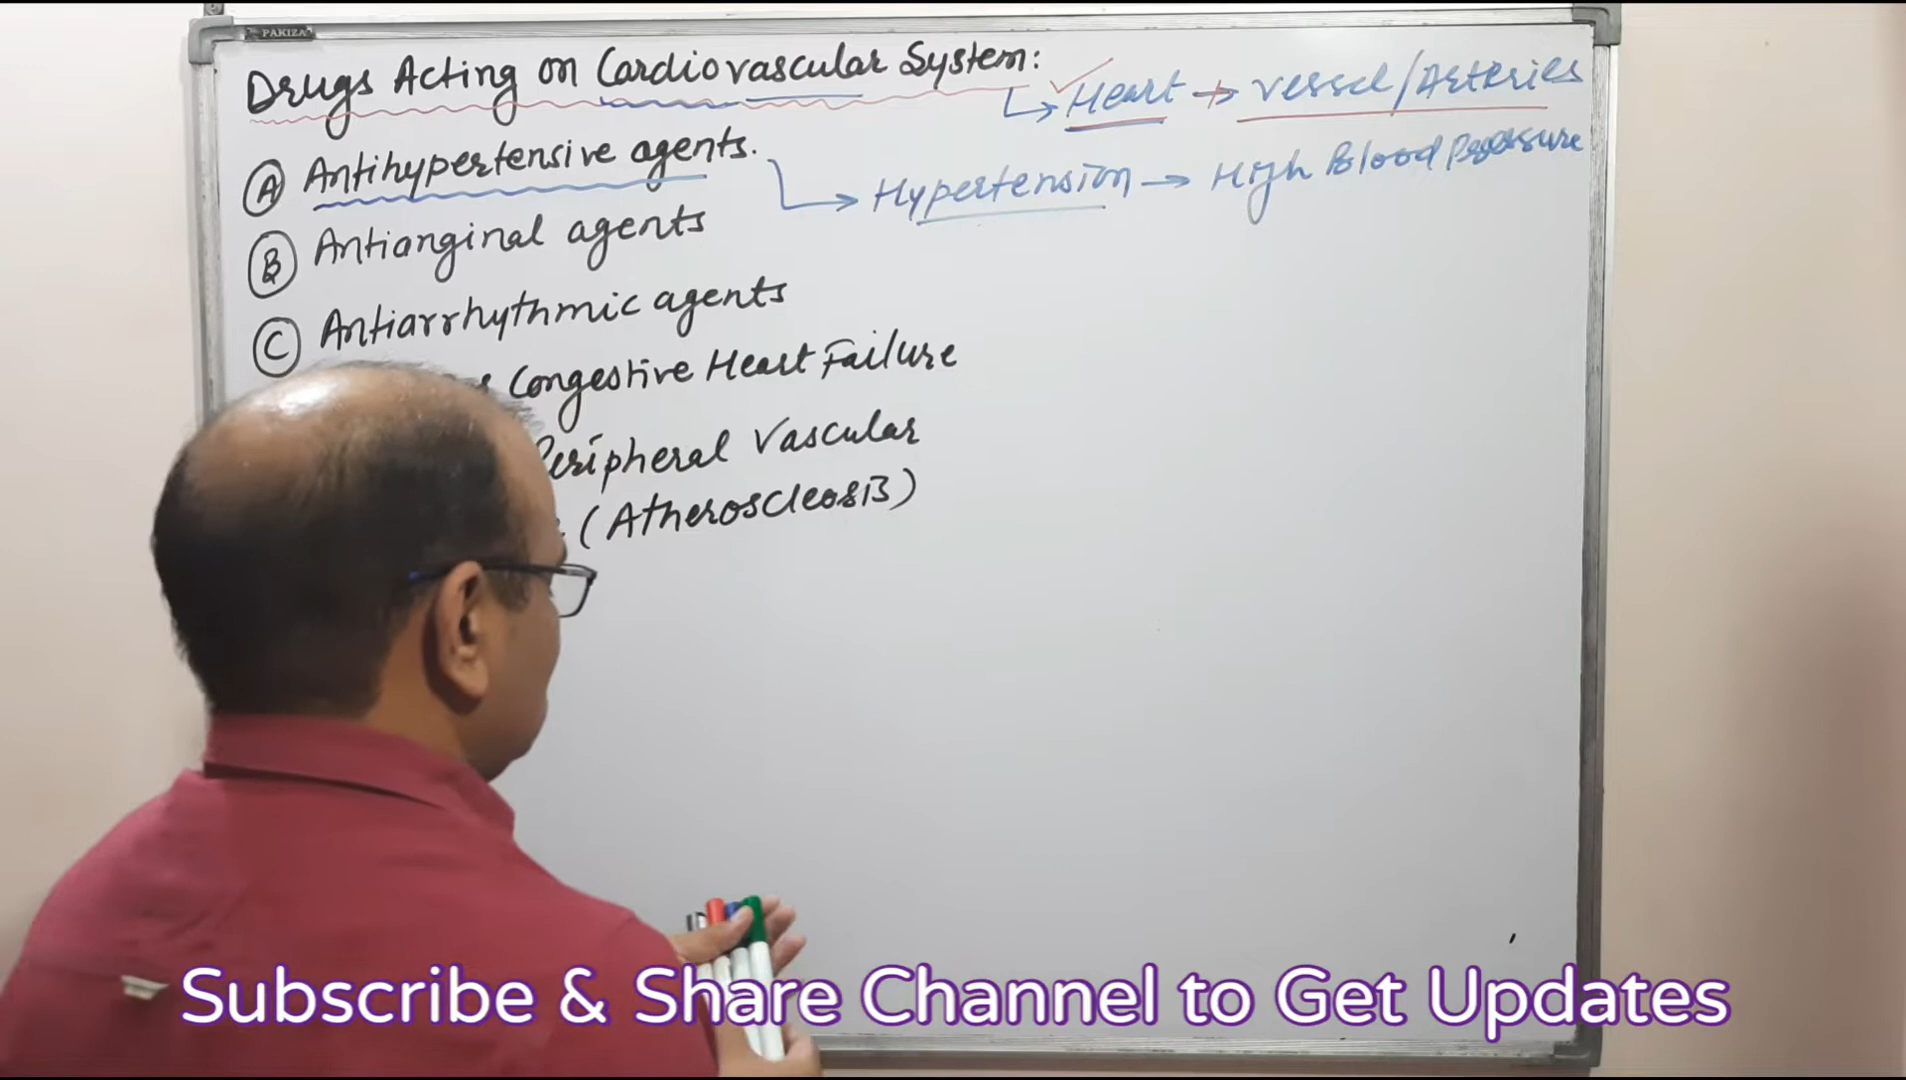 PAKIZA
Drugs Acting on Cardiovascular System:
Heart + Vessel/Arteries
A Antihypertensive agents.
Hypertension → High Blood Pressure
B Antianginal agents
C Antiarrhythmic agents
Congestive Heart Failure
Peripheral Vascular
(Atheroscleosis)
Subscribe & Share Channel to Get Updates